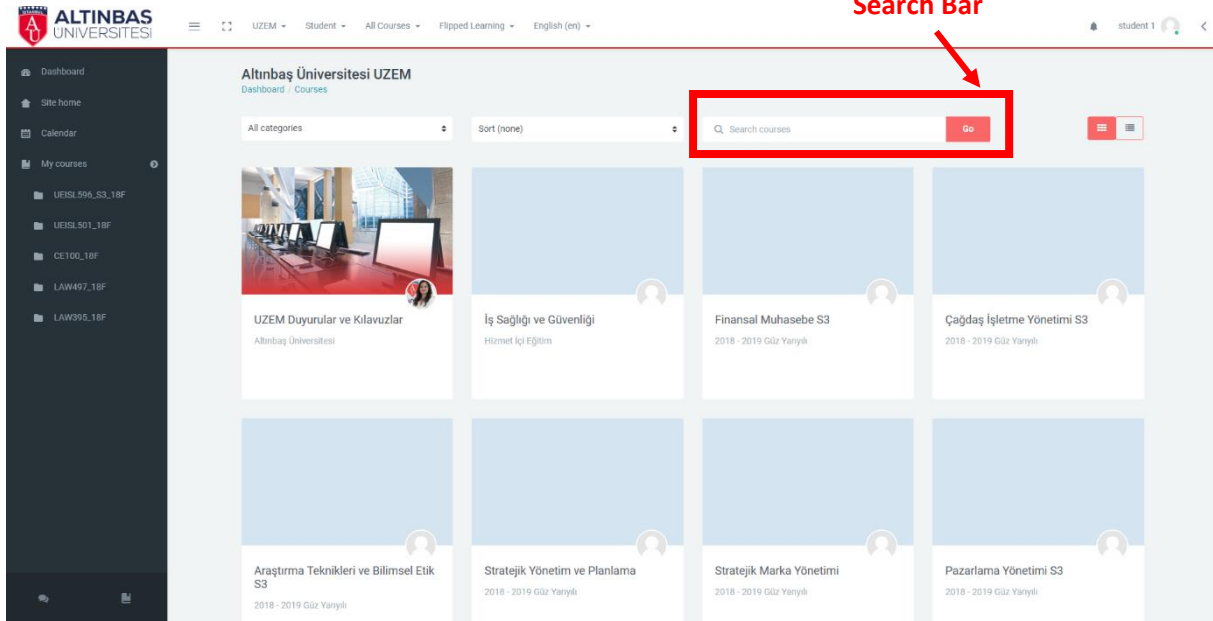 Search Bar
ALTINBAŞ
ÜNİVERSİTESİ
UZEM Student All Courses Flipped Learning English (en)
student 1
Dashboard
Site home
Calendar
My courses
UEISL596_S3_18F
UEISL501_18F
CE100_18F
LAW497_18F
LAW395_18F
Altınbaş Üniversitesi UZEM
Dashboard / Courses
All categories Sort (none) Search courses Go
UZEM Duyurular ve Kılavuzlar
Altınbaş Üniversitesi
İş Sağlığı ve Güvenliği
Hizmet İçi Eğitim
Finansal Muhasebe S3
2018 - 2019 Güz Yarıyılı
Çağdaş İşletme Yönetimi S3
2018 - 2019 Güz Yarıyılı
Araştırma Teknikleri ve Bilimsel Etik
S3
2018 - 2019 Güz Yarıyılı
Stratejik Yönetim ve Planlama
2018 - 2019 Güz Yarıyılı
Stratejik Marka Yönetimi
2018 - 2019 Güz Yarıyılı
Pazarlama Yönetimi S3
2018 - 2019 Güz Yarıyılı